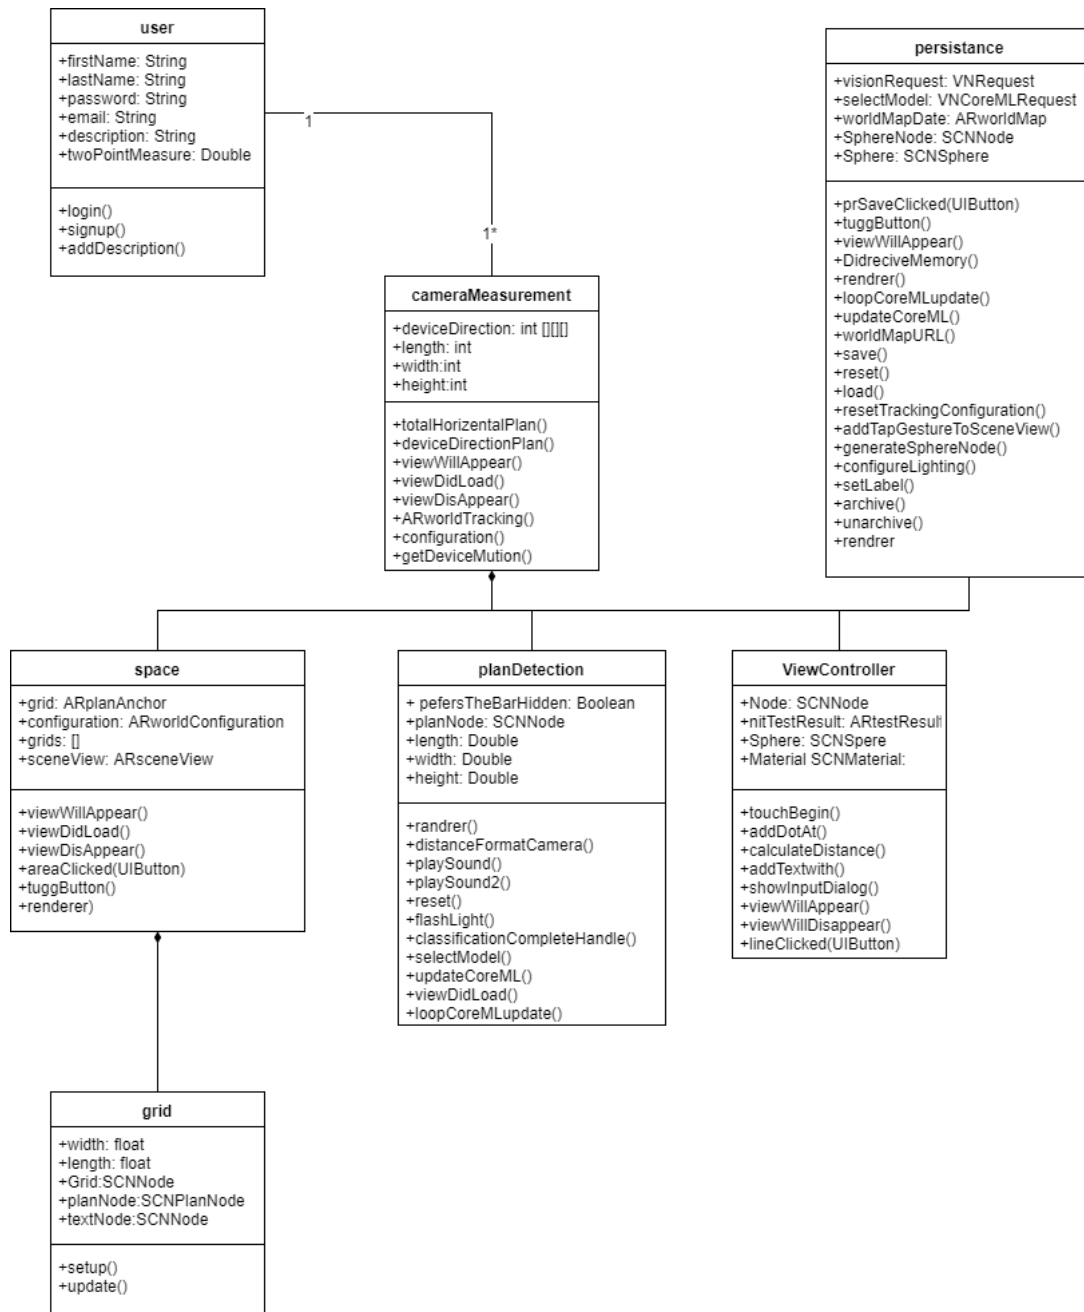 user
+firstName: String
+lastName: String
+password: String
+email: String
+description: String
+twoPointMeasure: Double
+login()
+signup()
+addDescription()
1
1*
persistance
+visionRequest: VNRequest
+selectModel: VNCoreMLRequest
+worldMapDate: ARworldMap
+SphereNode: SCNNode
+Sphere: SCNSphere
+prSaveClicked(UIButton)
+tuggButton()
+viewWillAppear()
+DidreciveMemory()
+rendrer()
+loopCoreMLupdate()
+updateCoreML()
+worldMapURL()
+save()
+reset()
+load()
+resetTrackingConfiguration()
+addTapGestureToSceneView()
+generateSphereNode()
+configureLighting()
+setLabel()
+archive()
+unarchive()
+rendrer
cameraMeasurement
+deviceDirection: int [][][]
+length: int
+width:int
+height:int
+totalHorizentalPlan()
+deviceDirectionPlan()
+viewWillAppear()
+viewDidLoad()
+viewDisAppear()
+ARworldTracking()
+configuration()
+getDeviceMution()
space
+grid: ARplanAnchor
+configuration: ARworldConfiguration
+grids: []
+sceneView: ARsceneView
+viewWillAppear()
+viewDidLoad()
+viewDisAppear()
+areaClicked(UIButton)
+tuggButton()
+renderer)
planDetection
+ pefersTheBarHidden: Boolean
+planNode: SCNNode
+length: Double
+width: Double
+height: Double
+randrer()
+distanceFormatCamera()
+playSound()
+playSound2()
+reset()
+flashLight()
+classificationCompleteHandle()
+selectModel()
+updateCoreML()
+viewDidLoad()
+loopCoreMLupdate()
ViewController
+Node: SCNNode
+nitTestResult: ARtestResult
+Sphere: SCNSpere
+Material SCNMaterial:
+touchBegin()
+addDotAt()
+calculateDistance()
+addTextwith()
+showInputDialog()
+viewWillAppear()
+viewWillDisappear()
+lineClicked(UIButton)
grid
+width: float
+length: float
+Grid:SCNNode
+planNode:SCNPlanNode
+textNode:SCNNode
+setup()
+update()